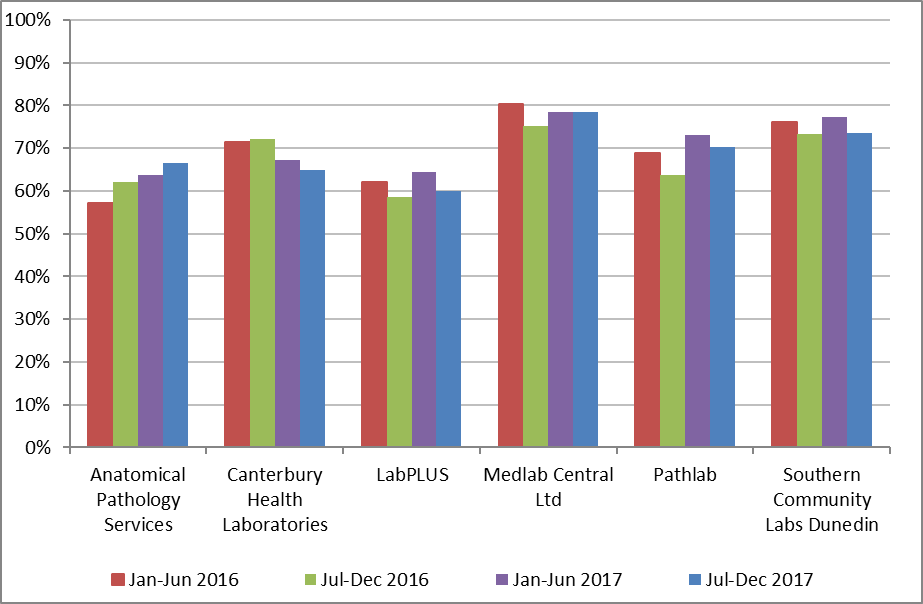 100%
90%
80%
70%
60%
50%
40%
30%
20%
10%
0%
Anatomical
Pathology
Services
Canterbury
Health
Laboratories
LabPLUS
Medlab Central
Ltd
Pathlab
Southern
Community
Labs Dunedin
Jan-Jun 2016
Jul-Dec 2016
Jan-Jun 2017
Jul-Dec 2017